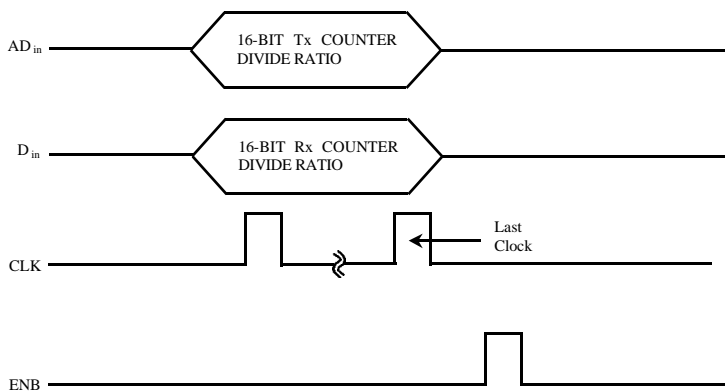 AD in
16-BIT Tx COUNTER
DIVIDE RATIO
D in
16-BIT Rx COUNTER
DIVIDE RATIO
Last
Clock
CLK
ENB